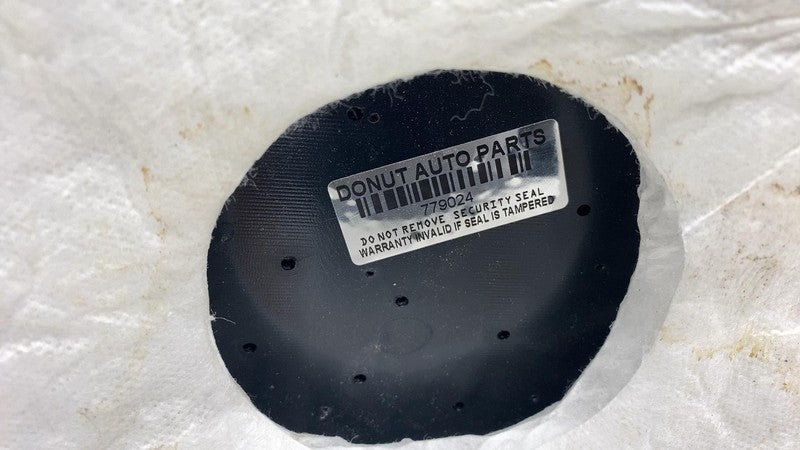 DONUT AUTO PARTS
779024
DO NOT REMOVE SECURITY SEAL
WARRANTY INVALID IF SEAL IS TAMPERED